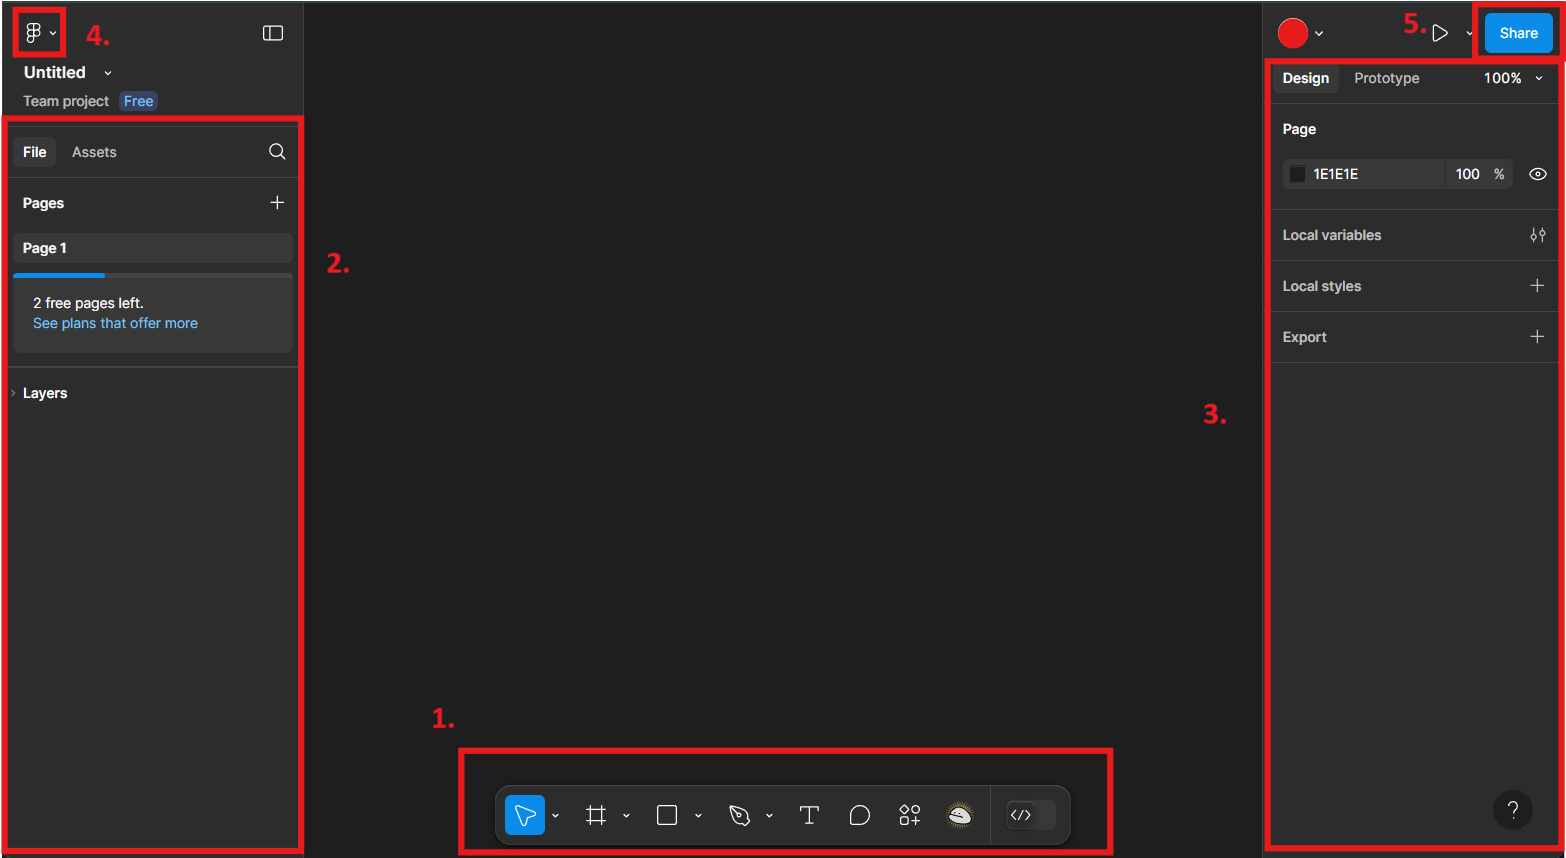 4.
5.
Share
Untitled
Team project Free
Design Prototype 100%
File Assets
Page
1E1E1E 100 %
Pages
Page 1
Local variables
2.
2 free pages left.
See plans that offer more
Local styles
Export
Layers
3.
1.
T
</>
?